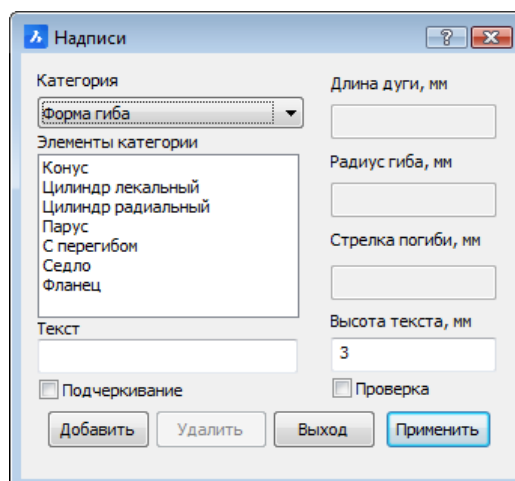 Надписи
Категория
Форма гиба
Элементы категории
Конус
Цилиндр лекальный
Цилиндр радиальный
Парус
С перегибом
Седло
Фланец
Текст
Подчеркивание
Длина дуги, мм
Радиус гиба, мм
Стрелка погиби, мм
Высота текста, мм
3
Проверка
Добавить Удалить Выход Применить